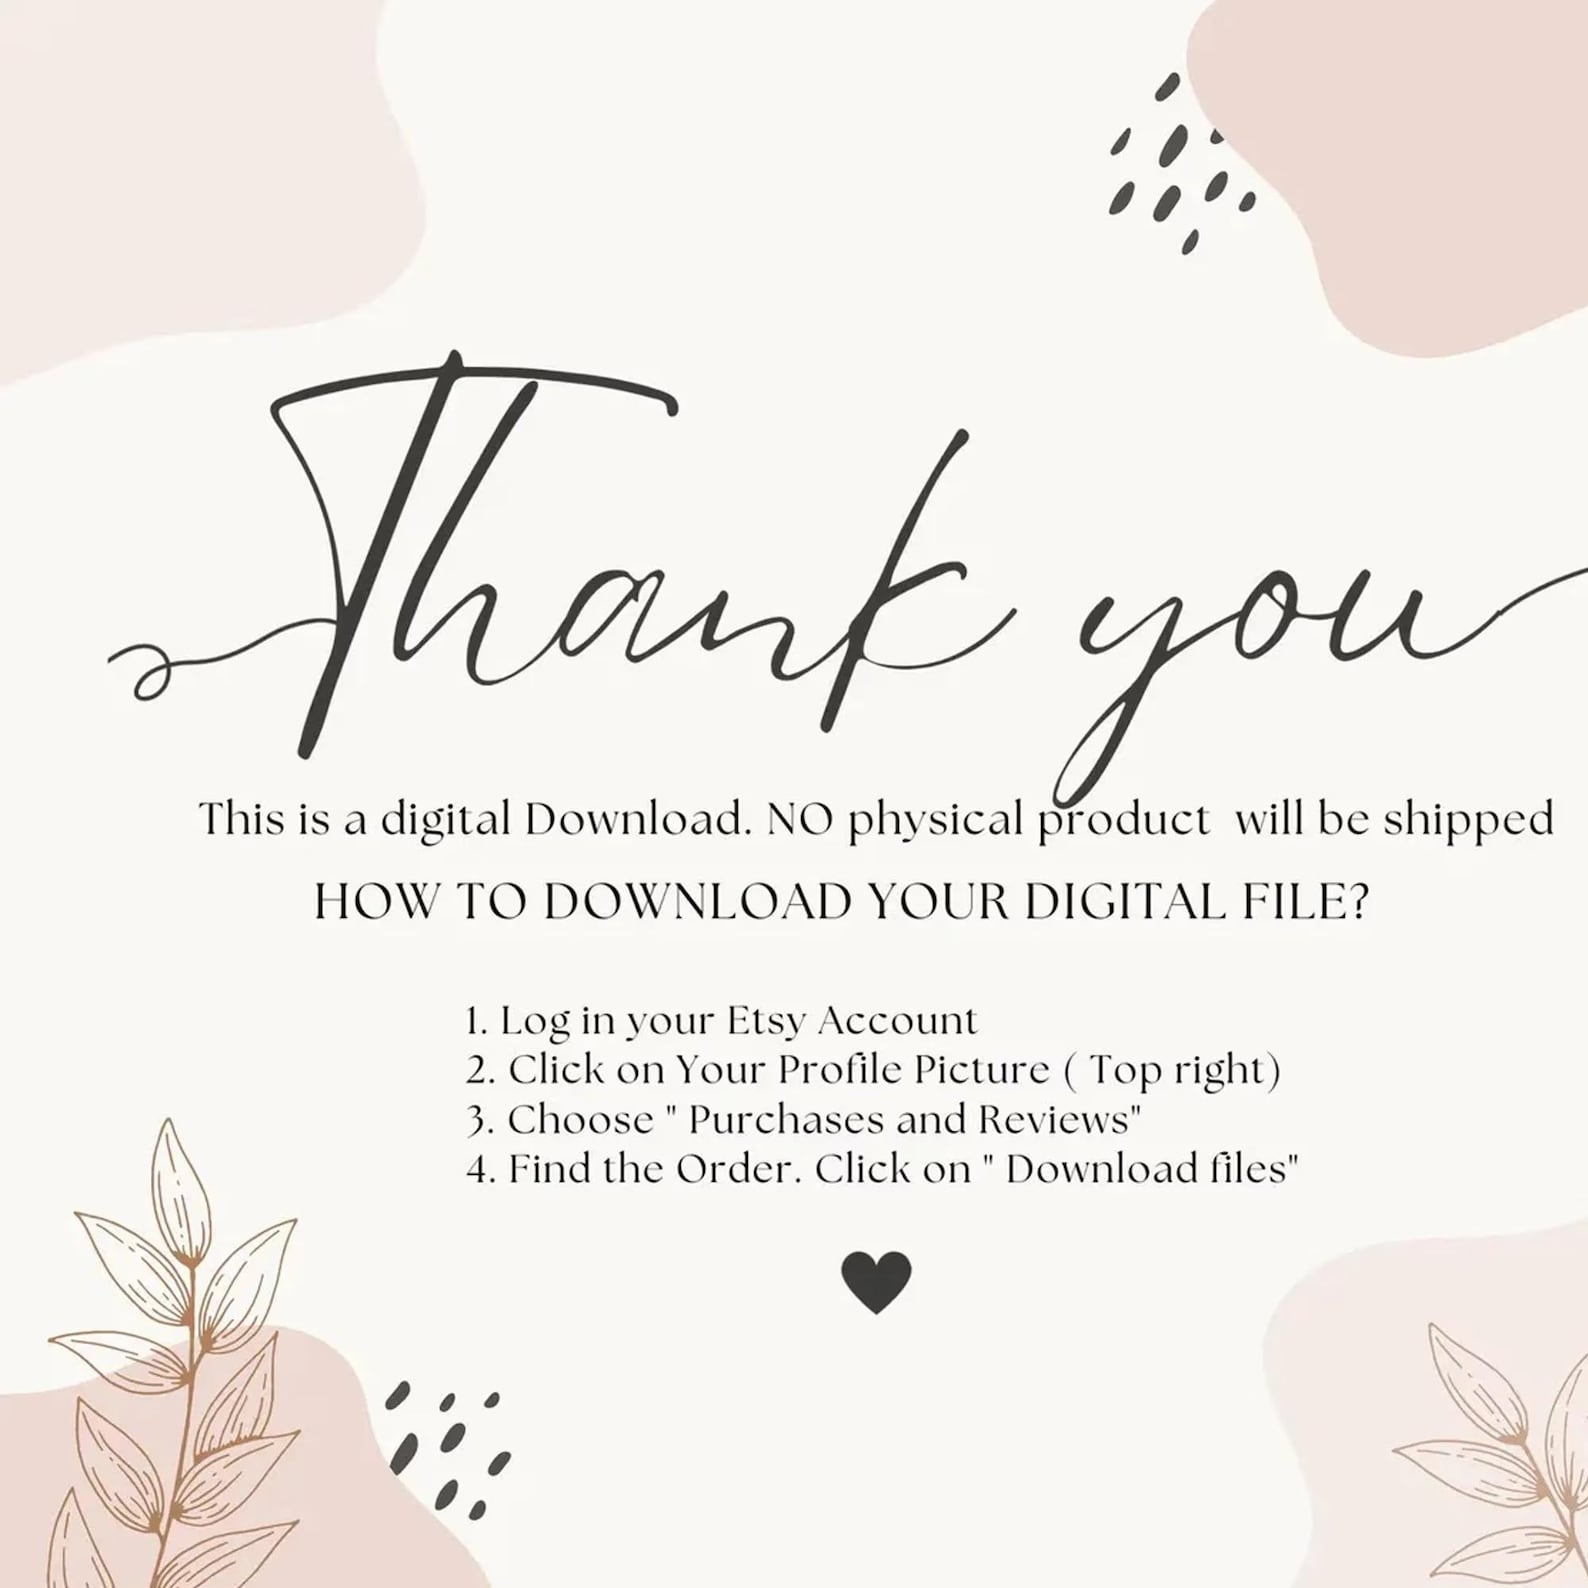 Thank you
This is a digital Download. NO physical product will be shipped
HOW TO DOWNLOAD YOUR DIGITAL FILE?
1. Log in your Etsy Account
2. Click on Your Profile Picture ( Top right)
3. Choose " Purchases and Reviews"
4. Find the Order. Click on " Download files"